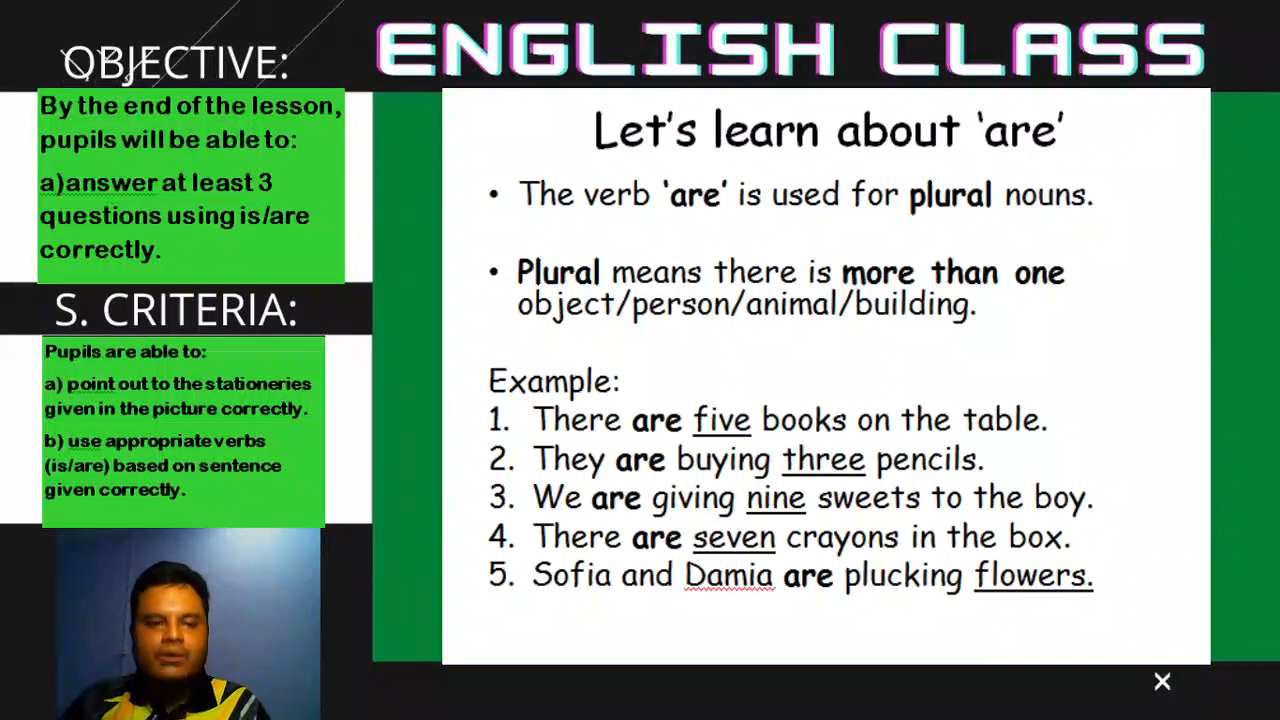 OBJECTIVE:
By the end of the lesson,
pupils will be able to:
a)answer at least 3
questions using is/are
correctly.
S. CRITERIA:
Pupils are able to:
a) point out to the stationeries
given in the picture correctly.
b) use appropriate verbs
(is/are) based on sentence
given correctly.
ENGLISH CLASS
Let's learn about 'are'
• The verb 'are' is used for plural nouns.
• Plural means there is more than one
object/person/animal/building.
Example:
1. There are five books on the table.
2. They are buying three pencils.
3. We are giving nine sweets to the boy.
4. There are seven crayons in the box.
5. Sofia and Damia are plucking flowers.